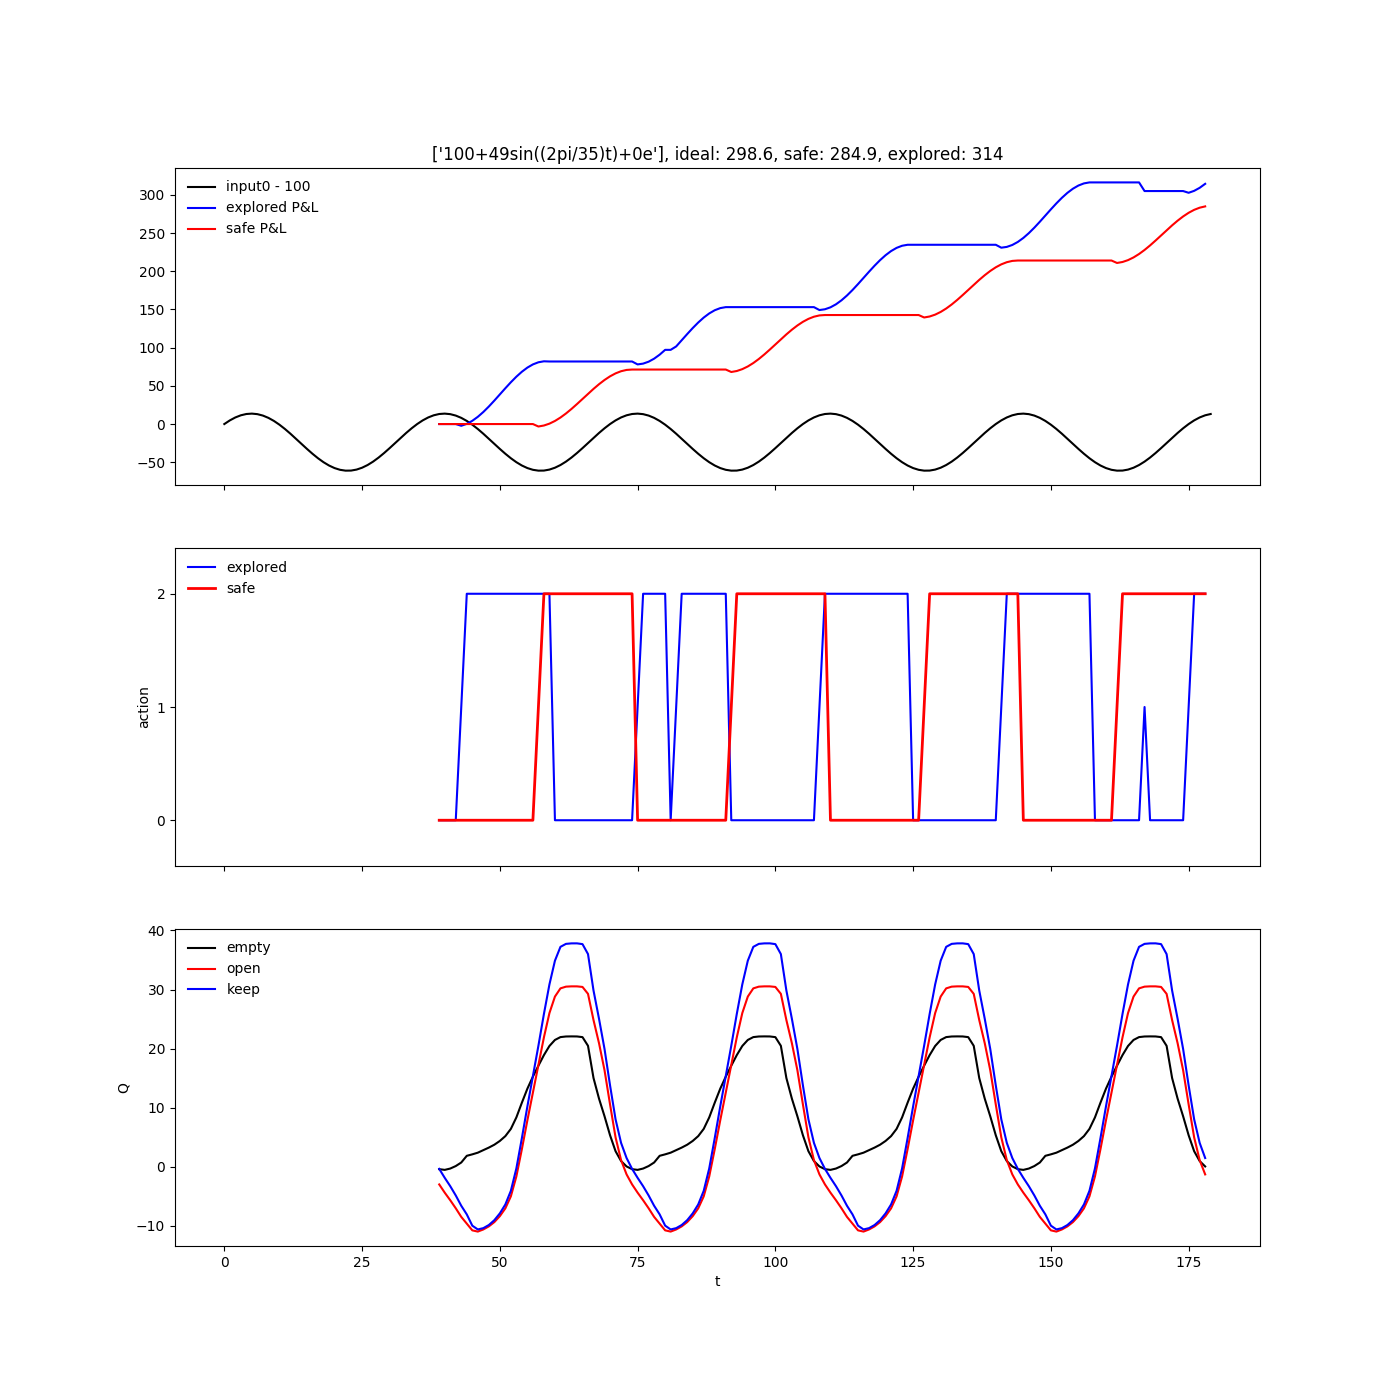 ['100+49sin((2pi/35)t)+0e'], ideal: 298.6, safe: 284.9, explored: 314
input0 - 100
explored P&L
safe P&L
300
250
200
150
100
50
0
−50
explored
safe
2
1
0
action
empty
open
keep
40
30
20
10
0
−10
Q
0 25 50 75 100 125 150 175
t